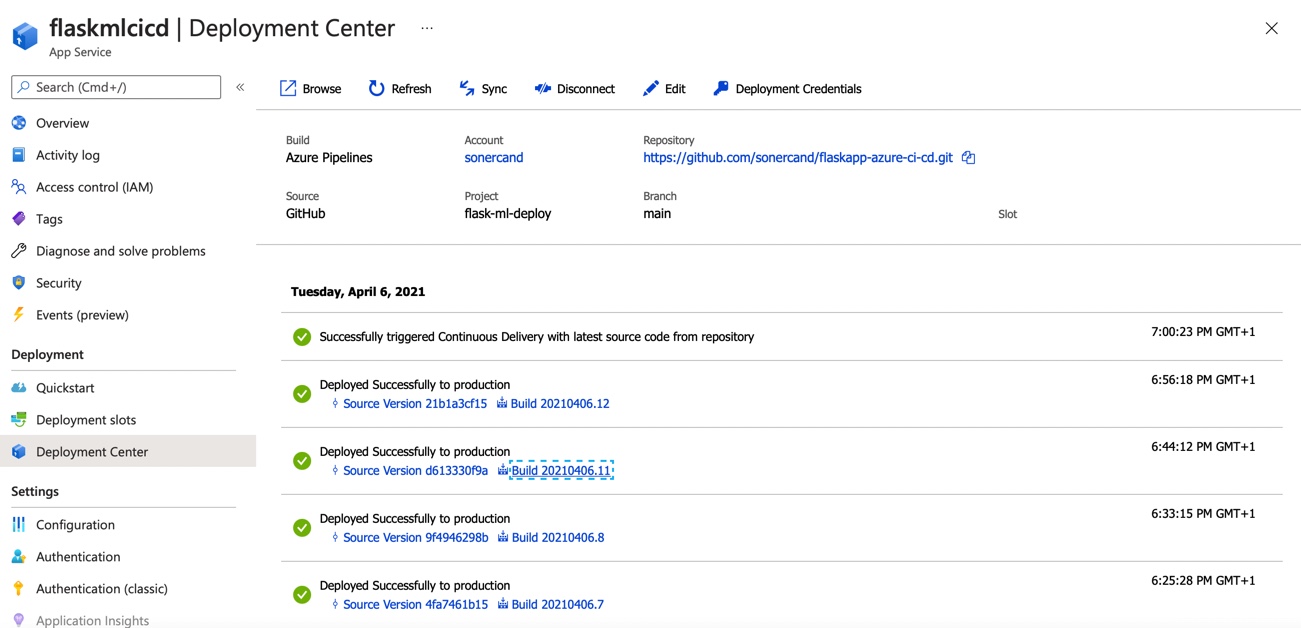 flaskmlcicd | Deployment Center ...
App Service
Search (Cmd+/) «
Browse Refresh Sync Disconnect Edit Deployment Credentials
Overview
Activity log
Access control (IAM)
Tags
Diagnose and solve problems
Security
Events (preview)
Deployment
Quickstart
Deployment slots
Deployment Center
Settings
Configuration
Authentication
Authentication (classic)
Application Insights
Build Account Repository
Azure Pipelines sonercand https://github.com/sonercand/flaskapp-azure-ci-cd.git
Source Project Branch
GitHub flask-ml-deploy main Slot
Tuesday, April 6, 2021
Successfully triggered Continuous Delivery with latest source code from repository 7:00:23 PM GMT+1
Deployed Successfully to production 6:56:18 PM GMT+1
Source Version 21b1a3cf15 Build 20210406.12
Deployed Successfully to production 6:44:12 PM GMT+1
Source Version d613330f9a Build 20210406.11
Deployed Successfully to production 6:33:15 PM GMT+1
Source Version 9f4946298b Build 20210406.8
Deployed Successfully to production 6:25:28 PM GMT+1
Source Version 4fa7461b15 Build 20210406.7